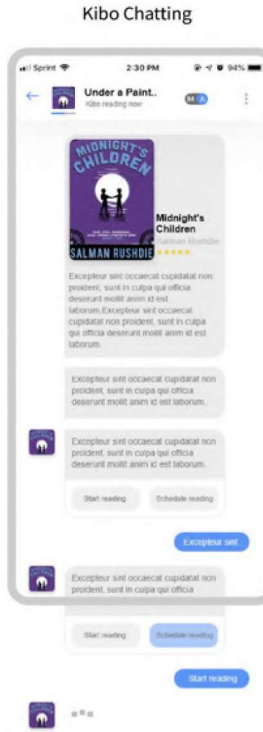 Kibo Chatting
Sprint 2:30 PM 94%
Under a Paint..
Kibo reading now
M A
MIDNIGHT'S
CHILDREN
SALMAN RUSHDIE
Midnight's
Children
Salman Rushdie
Excepteur sint occaecat cupidatat non
proident, sunt in culpa qui officia
deserunt mollit anim id est
laborum.Excepteur sint occaecat
cupidatat non proident, sunt in culpa
qui officia deserunt mollit anim id est
laborum.
Excepteur sint occaecat cupidatat non
proident, sunt in culpa qui officia
deserunt mollit anim id est laborum.
Excepteur sint occaecat cupidatat non
proident, sunt in culpa qui officia
deserunt mollit anim id est laborum.
Start reading Schedule reading
Excepteur sint
Excepteur sint occaecat cupidatat non
proident, sunt in culpa qui officia
Start reading Schedule reading
Start reading